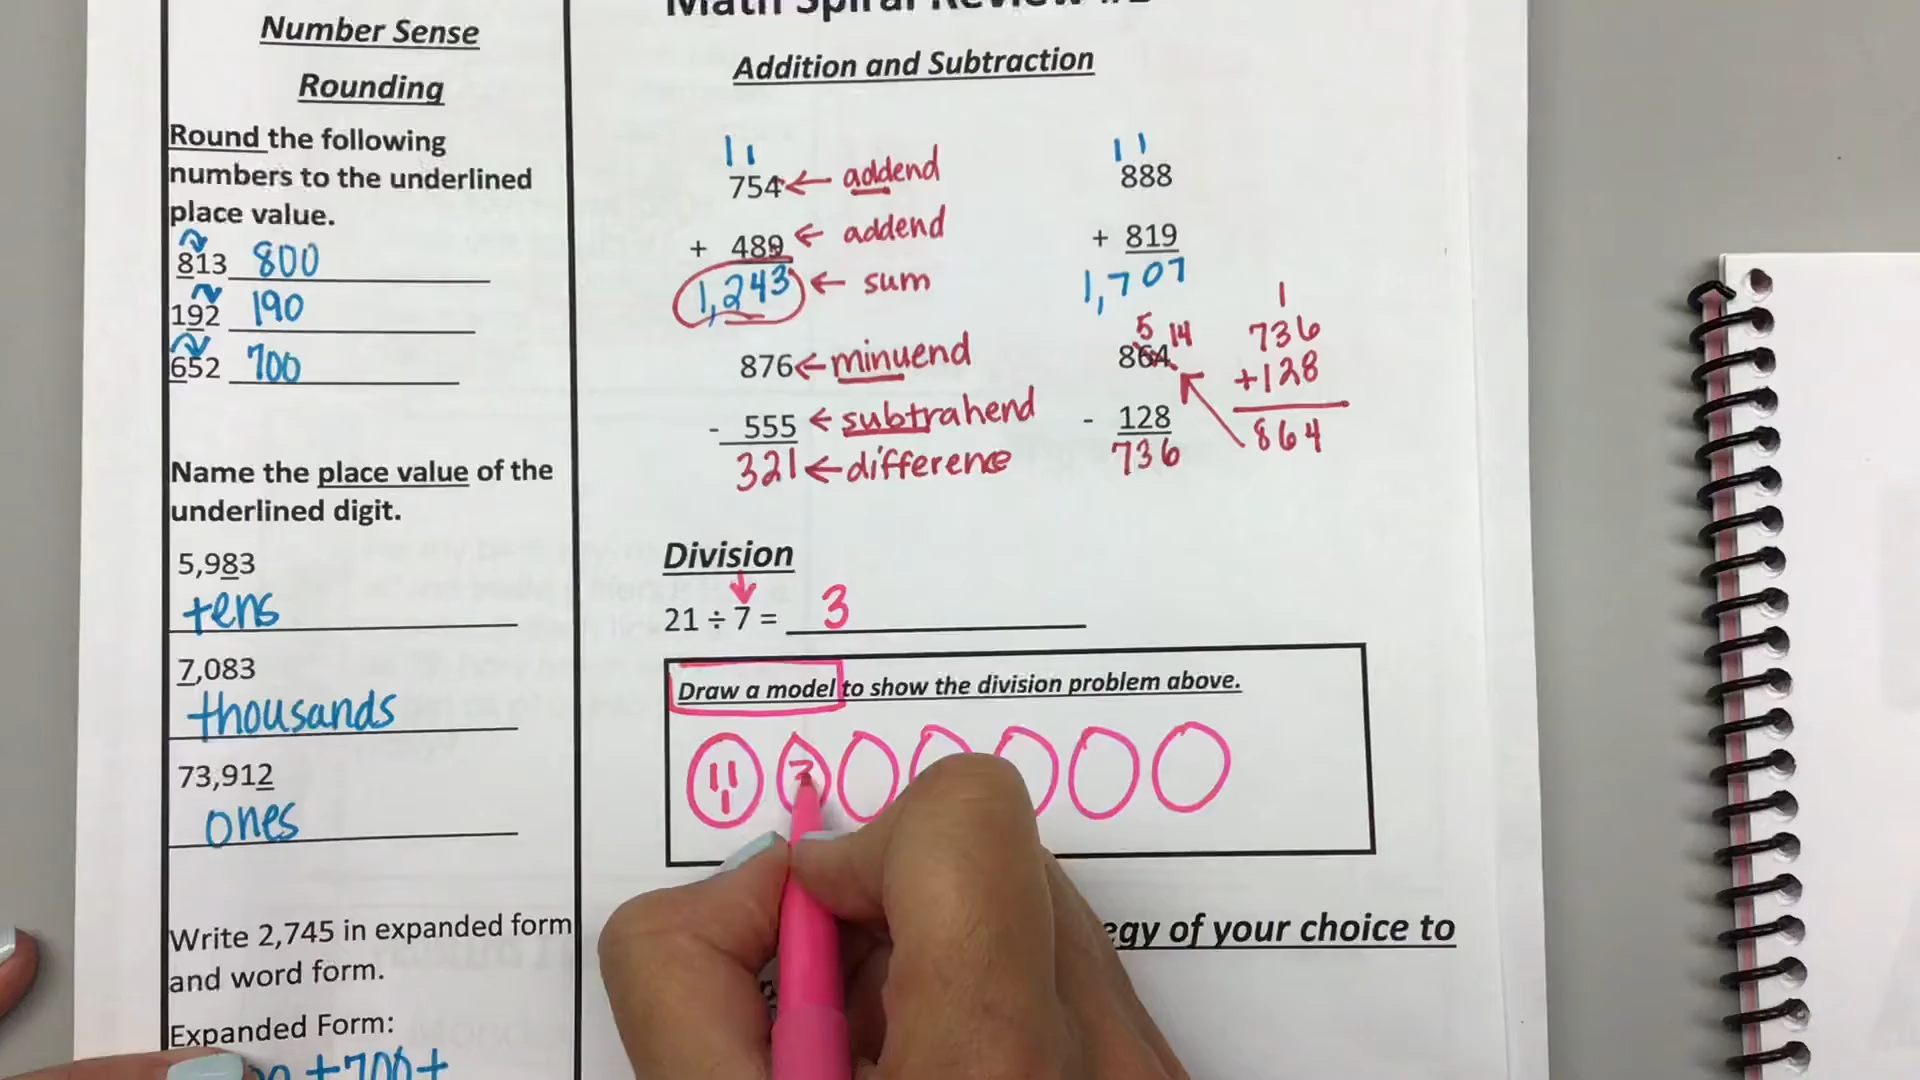 Number Sense
Rounding
Round the following
numbers to the underlined
place value.
813 800
192 190
652 700
Name the place value of the
underlined digit.
5,983
tens
7,083
thousands
73,912
ones
Write 2,745 in expanded form
and word form.
Expanded Form:
+700+
Math Spiral Review
Addition and Subtraction
11
754 ← addend
+ 489 ← addend
1,243 ← sum
11
888
+ 819
1,707
876 ← minuend
- 555 ← subtrahend
321 ← difference
5 14
864
- 128
736
1
736
+128
864
Division
21 ÷ 7 = 3
Draw a model to show the division problem above.
of your choice to